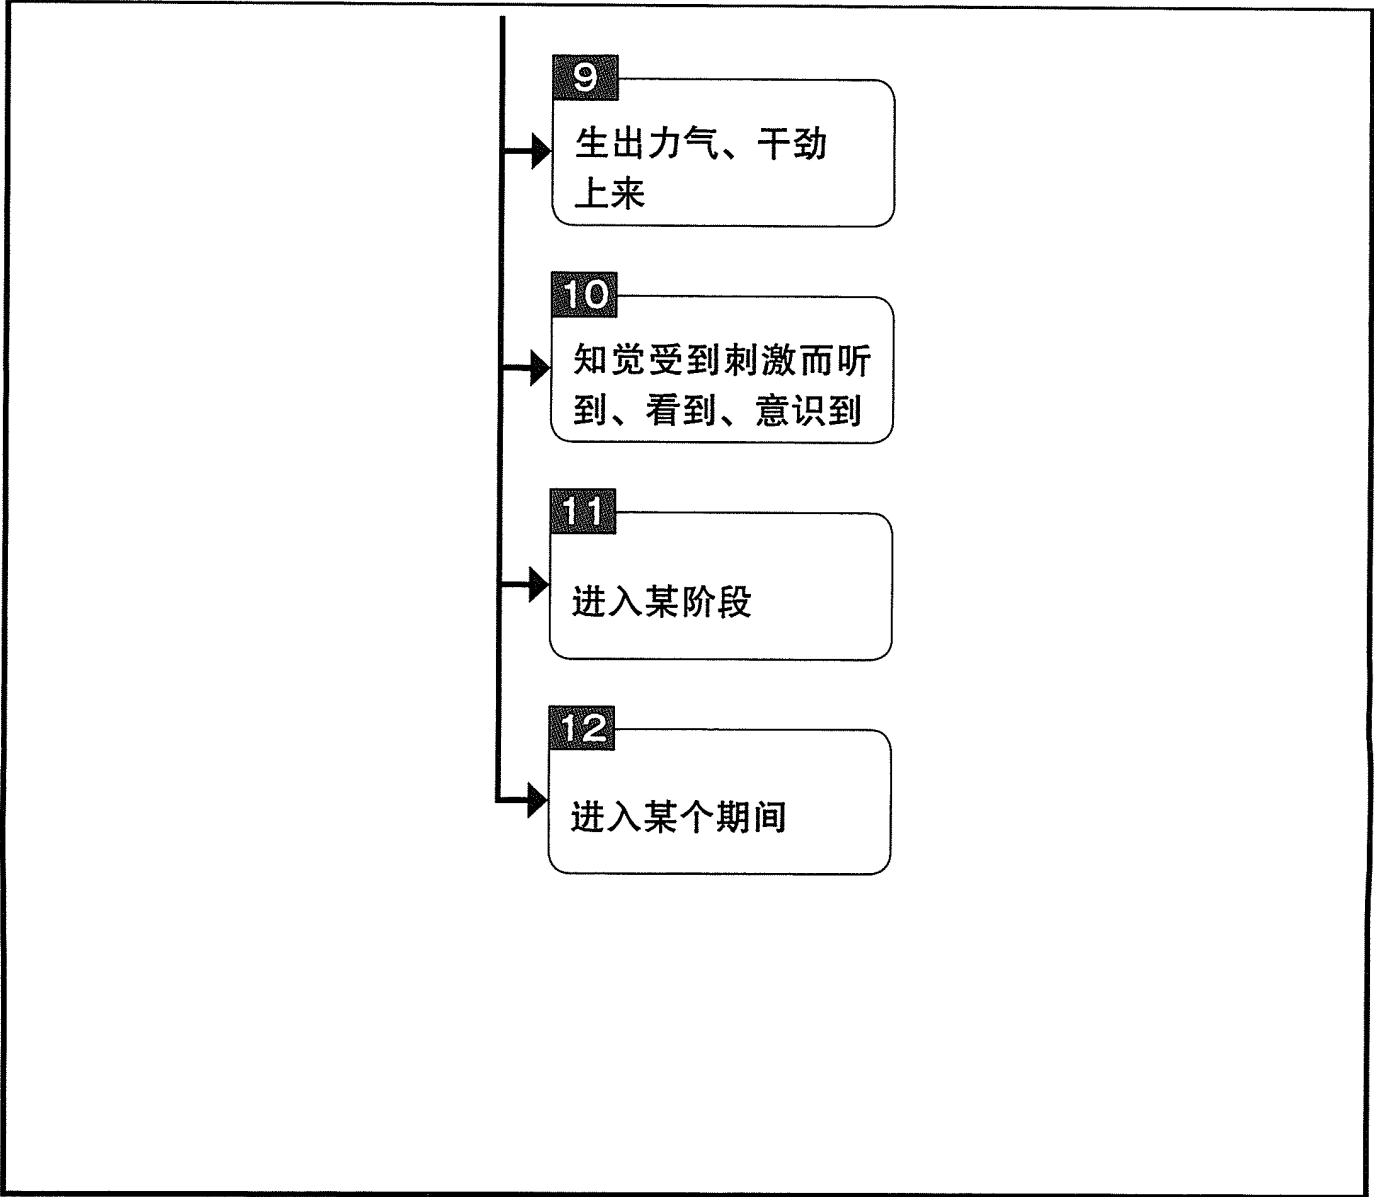 9
生出力气、干劲
上来
10
知觉受到刺激而听
到、看到、意识到
11
进入某阶段
12
进入某个期间